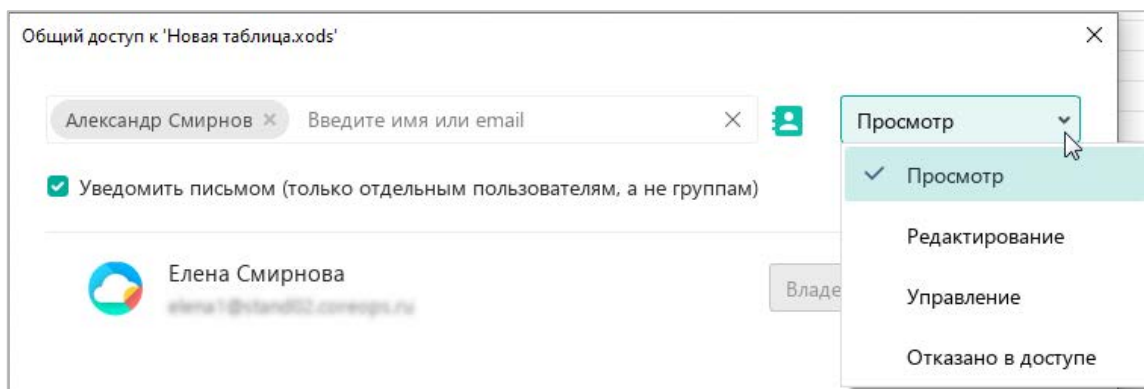 Общий доступ к 'Новая таблица.xods'
Александр Смирнов Введите имя или email Просмотр
Уведомить письмом (только отдельным пользователям, а не группам)
Просмотр
Редактирование
Управление
Отказано в доступе
Елена Смирнова
Владе